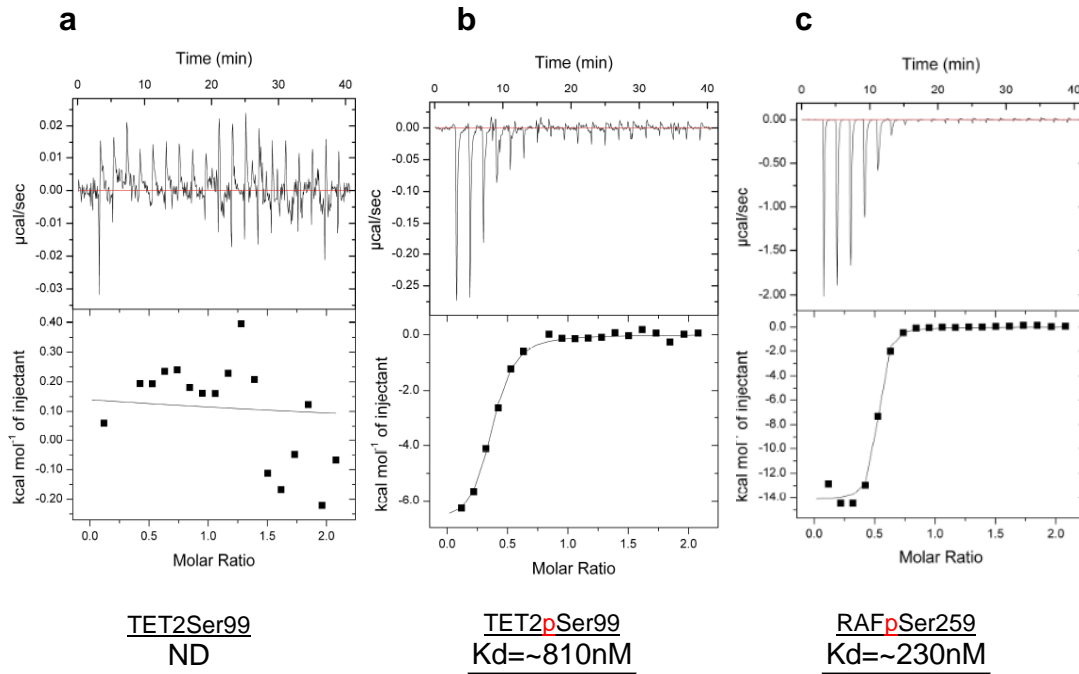 a
Time (min)
0 10 20 30 40
0.02
0.01
0.00
-0.01
-0.02
-0.03
µcal/sec
0.40
0.30
0.20
0.10
0.00
-0.10
-0.20
kcal mol⁻¹ of injectant
0.0 0.5 1.0 1.5 2.0
Molar Ratio
TET2Ser99
ND
b
Time (min)
0 10 20 30 40
0.00
-0.05
-0.10
-0.15
-0.20
-0.25
µcal/sec
0.0
-2.0
-4.0
-6.0
kcal mol⁻¹ of injectant
0.0 0.5 1.0 1.5 2.0
Molar Ratio
TET2pSer99
Kd=~810nM
c
Time (min)
0 10 20 30 40
0.00
-0.50
-1.00
-1.50
-2.00
µcal/sec
0.0
-2.0
-4.0
-6.0
-8.0
-10.0
-12.0
-14.0
kcal mol⁻ of injectant
0.0 0.5 1.0 1.5 2.0
Molar Ratio
RAFpSer259
Kd=~230nM